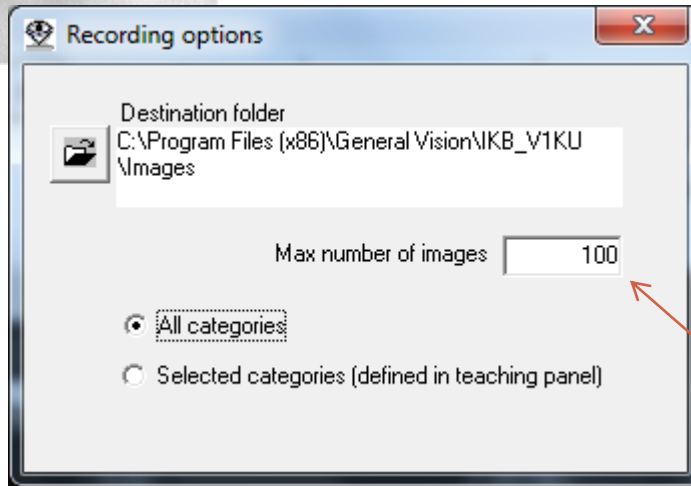 Recording options
Destination folder
C:\Program Files (x86)\General Vision\IKB_V1KU
\Images
Max number of images 100
All categories
Selected categories (defined in teaching panel)